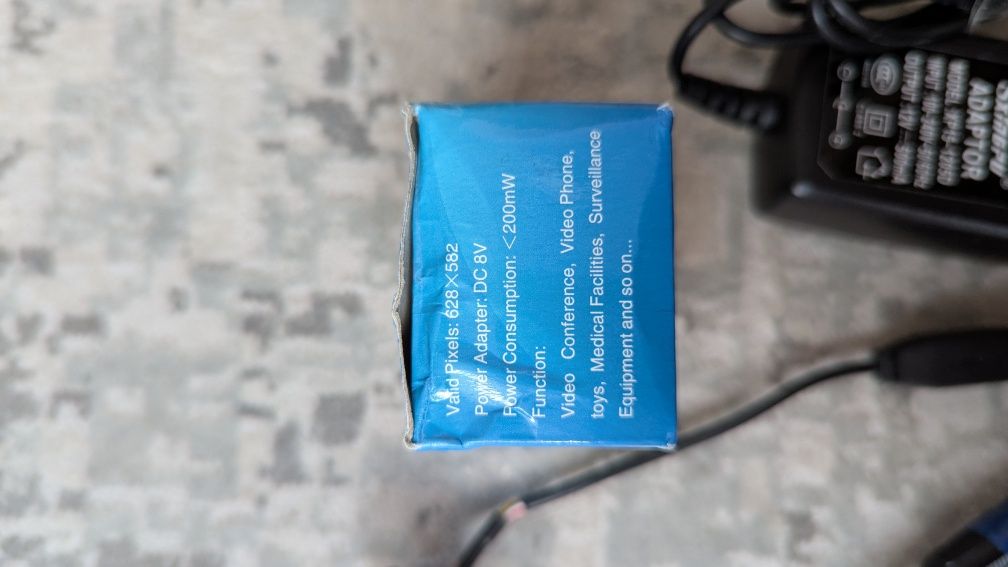 Valid Pixels: 628×582
Power Adapter: DC 8V
Power Consumption: <200mW
Function:
Video Conference, Video Phone,
toys, Medical Facilities, Surveillance
Equipment and so on...
ADAPTOR